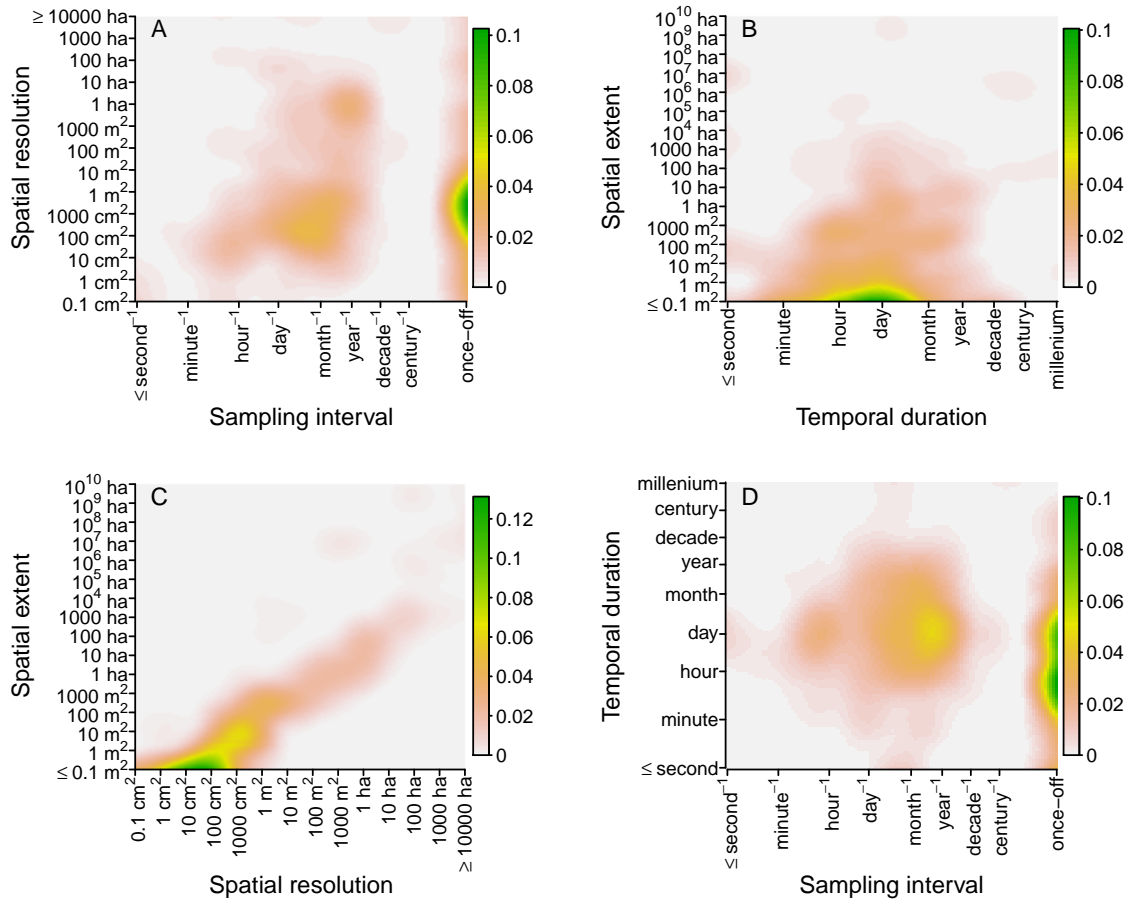 A
≥ 10000 ha
1000 ha
100 ha
10 ha
1 ha
1000 m²
100 m²
10 m²
1 m²
1000 cm²
100 cm²
10 cm²
1 cm²
0.1 cm²
Spatial resolution
≤ second⁻¹
minute⁻¹
hour⁻¹
day⁻¹
month⁻¹
year⁻¹
decade⁻¹
century⁻¹
once−off
Sampling interval
0.1
0.08
0.06
0.04
0.02
0
B
10¹⁰ ha
10⁹ ha
10⁸ ha
10⁷ ha
10⁶ ha
10⁵ ha
10⁴ ha
1000 ha
100 ha
10 ha
1 ha
1000 m²
100 m²
10 m²
1 m²
≤ 0.1 m²
Spatial extent
≤ second
minute
hour
day
month
year
decade
century
millenium
Temporal duration
0.1
0.08
0.06
0.04
0.02
0
C
10¹⁰ ha
10⁹ ha
10⁸ ha
10⁷ ha
10⁶ ha
10⁵ ha
10⁴ ha
1000 ha
100 ha
10 ha
1 ha
1000 m²
100 m²
10 m²
1 m²
≤ 0.1 m²
Spatial extent
0.1 cm²
1 cm²
10 cm²
100 cm²
1000 cm²
1 m²
10 m²
100 m²
1000 m²
1 ha
10 ha
100 ha
1000 ha
≥ 10000 ha
Spatial resolution
0.12
0.1
0.08
0.06
0.04
0.02
0
D
millenium
century
decade
year
month
day
hour
minute
≤ second
Temporal duration
≤ second⁻¹
minute⁻¹
hour⁻¹
day⁻¹
month⁻¹
year⁻¹
decade⁻¹
century⁻¹
once−off
Sampling interval
0.1
0.08
0.06
0.04
0.02
0